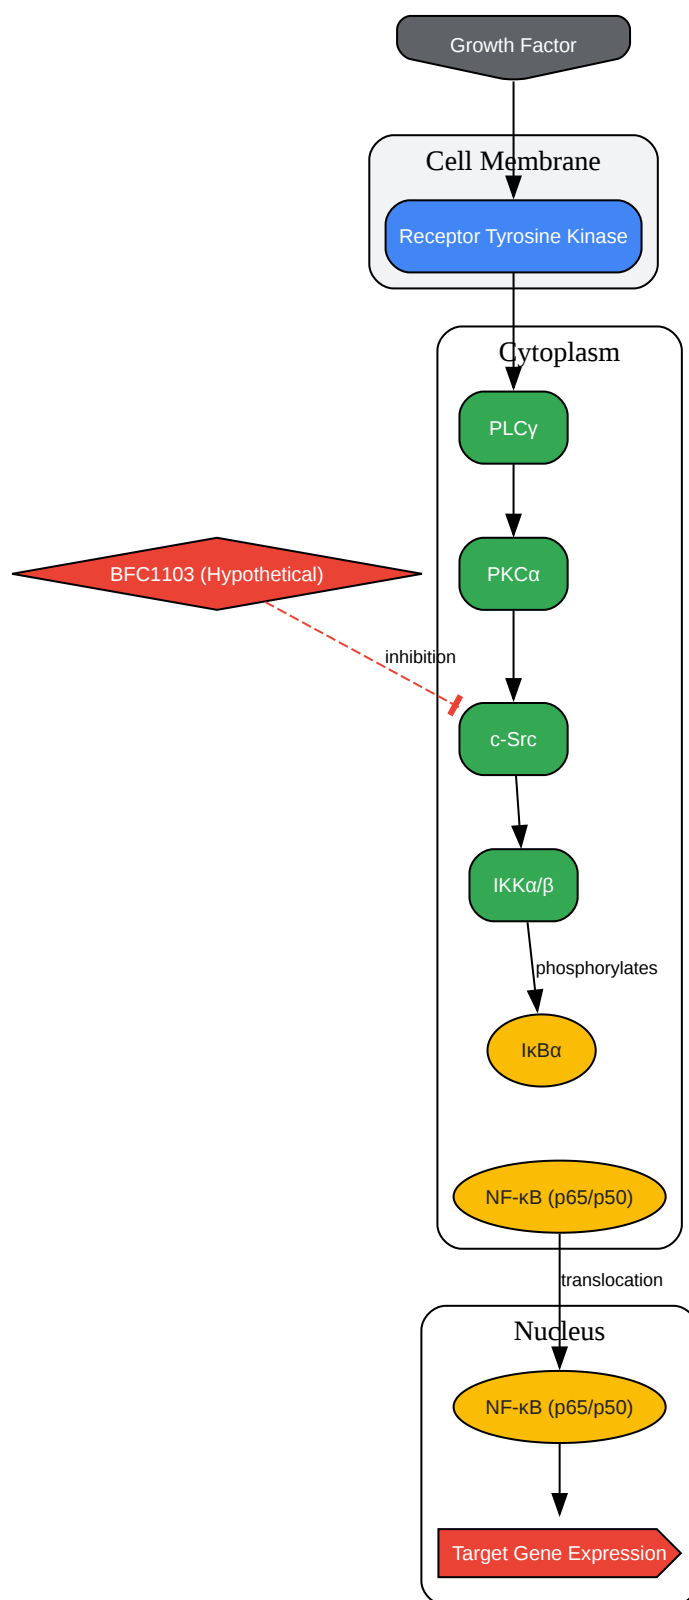 Growth Factor
Cell Membrane
Receptor Tyrosine Kinase
Cytoplasm
PLCγ
PKCα
BFC1103 (Hypothetical)
inhibition
c-Src
IKKα/β
phosphorylates
IκBα
NF-κB (p65/p50)
translocation
Nucleus
NF-κB (p65/p50)
Target Gene Expression